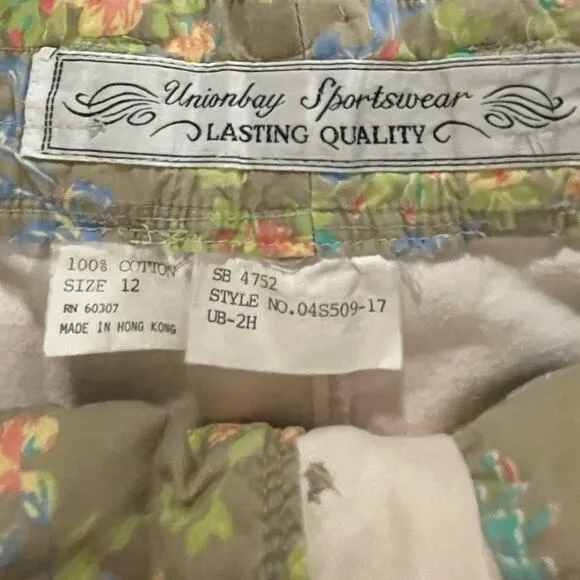 Unionbay Sportswear
LASTING QUALITY
100% COTTON
SIZE 12
RN 60307
MADE IN HONG KONG
SB 4752
STYLE NO.04S509-17
UB-2H